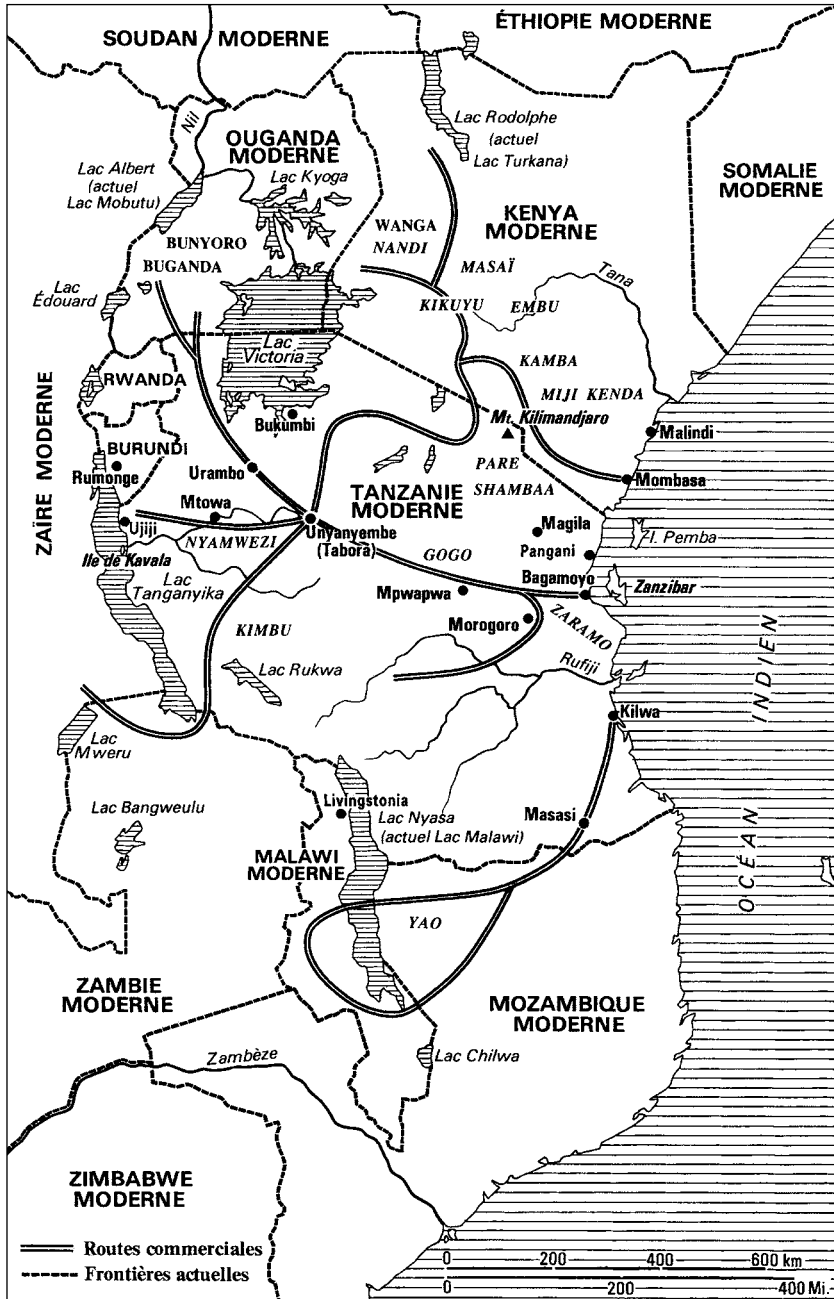 SOUDAN MODERNE
ÉTHIOPIE MODERNE
Nil
Lac Rodolphe
(actuel
Lac Turkana)
OUGANDA
MODERNE
Lac Albert
(actuel
Lac Mobutu)
Lac Kyoga
SOMALIE
MODERNE
WANGA
NANDI
KENYA
MODERNE
BUNYORO
BUGANDA
MASAÏ
Tana
Lac
Édouard
KIKUYU
EMBU
Lac
Victoria
KAMBA
RWANDA
MIJI KENDA
Bukumbi
Mt. Kilimandjaro
Malindi
ZAÏRE MODERNE
BURUNDI
Rumonge
Urambo
PARE
Mombasa
SHAMBAA
TANZANIE
MODERNE
Mtowa
Ujiji
Unyanyembe
(Tabora)
NYAMWEZI
Magila
I. Pemba
GOGO
Pangani
Ile de Kavala
Lac
Tanganyika
Bagamoyo
Zanzibar
Mpwapwa
ZARAMO
Morogoro
KIMBU
Lac Rukwa
Rufiji
Kilwa
Lac
Mweru
Livingstonia
Lac Nyasa
(actuel Lac Malawi)
Masasi
Lac Bangweulu
MALAWI
MODERNE
OCÉAN INDIEN
YAO
ZAMBIE
MODERNE
MOZAMBIQUE
MODERNE
Zambèze
Lac Chilwa
ZIMBABWE
MODERNE
Routes commerciales
Frontières actuelles
0 200 400 600 km
0 200 400 Mi.